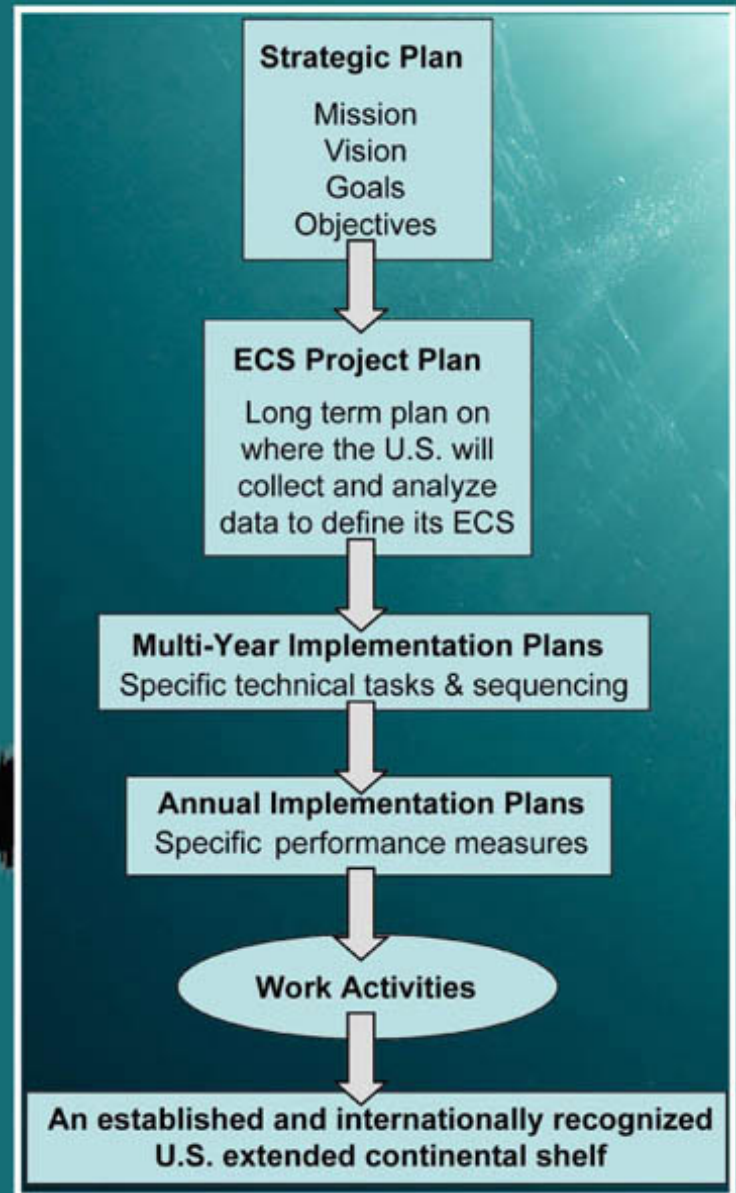 Strategic Plan
Mission
Vision
Goals
Objectives
ECS Project Plan
Long term plan on
where the U.S. will
collect and analyze
data to define its ECS
Multi-Year Implementation Plans
Specific technical tasks & sequencing
Annual Implementation Plans
Specific performance measures
Work Activities
An established and internationally recognized
U.S. extended continental shelf